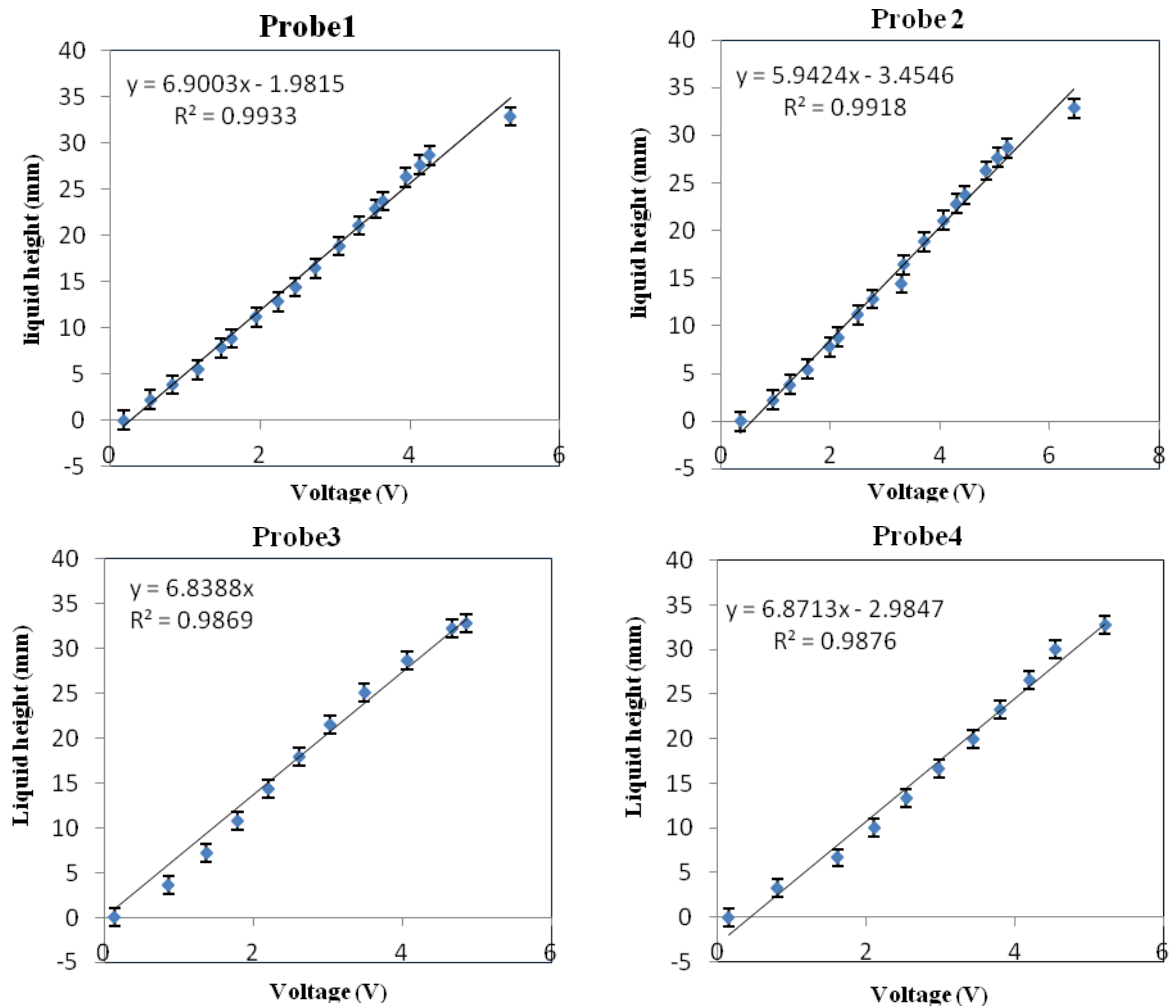 Probe1
y = 6.9003x - 1.9815
R² = 0.9933
liquid height (mm)
40
35
30
25
20
15
10
5
0
-5
0 2 4 6
Voltage (V)
Probe 2
y = 5.9424x - 3.4546
R² = 0.9918
liquid height (mm)
40
35
30
25
20
15
10
5
0
-5
0 2 4 6 8
Voltage (V)
Probe3
y = 6.8388x
R² = 0.9869
Liquid height (mm)
40
35
30
25
20
15
10
5
0
-5
0 2 4 6
Voltage (V)
Probe4
y = 6.8713x - 2.9847
R² = 0.9876
Liquid height (mm)
40
35
30
25
20
15
10
5
0
-5
0 2 4 6
Voltage (V)